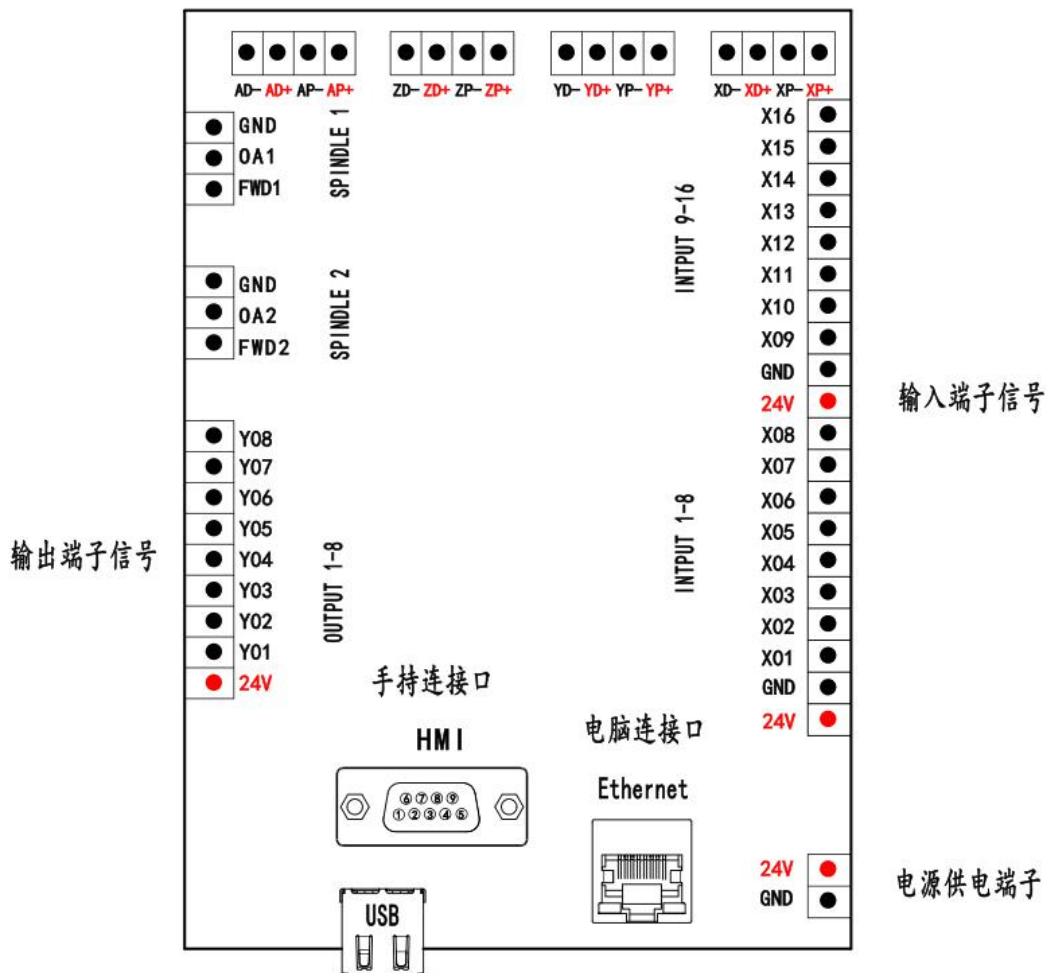 AD- AD+ AP- AP+
ZD- ZD+ ZP- ZP+
YD- YD+ YP- YP+
XD- XD+ XP- XP+
GND
OA1
FWD1
SPINDLE 1
GND
OA2
FWD2
SPINDLE 2
Y08
Y07
Y06
Y05
Y04
Y03
Y02
Y01
24V
OUTPUT 1-8
输出端子信号
X16
X15
X14
X13
X12
X11
X10
X09
GND
24V
INTPUT 9-16
X08
X07
X06
X05
X04
X03
X02
X01
GND
24V
INTPUT 1-8
输入端子信号
手持连接口
HMI
⑥⑦⑧⑨
①②③④⑤
USB
电脑连接口
Ethernet
24V
GND
电源供电端子